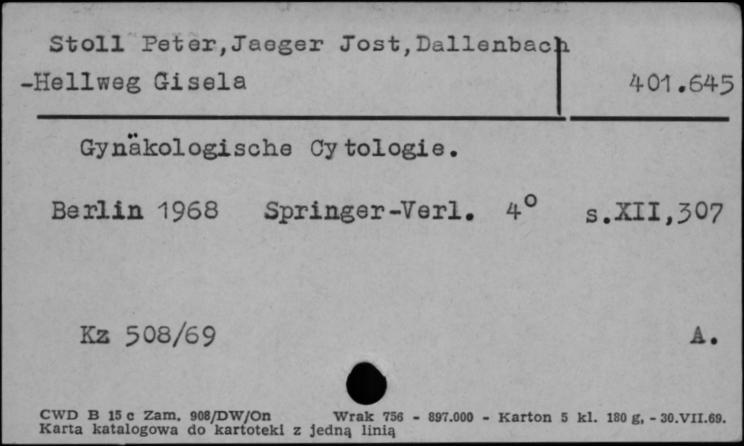 Stoll Peter,Jaeger Jost,Dallenbach
-Hellweg Gisela 401.645
Gynäkologische Cytologie.
Berlin 1968 Springer-Verl. 4° s.XII,307
Kz 508/69 A.
CWD B 15 c Zam. 908/DW/On Wrak 756 - 897.000 - Karton 5 kl. 180 g. - 30.VII.69.
Karta katalogowa do kartoteki z jedną linią